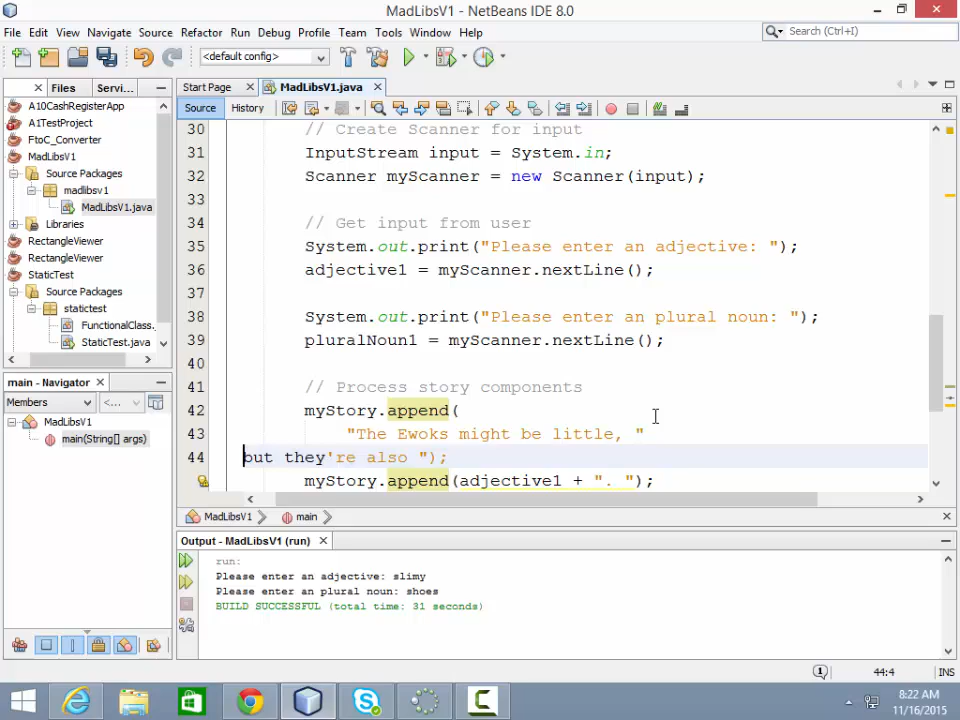 MadLibsV1 - NetBeans IDE 8.0
File Edit View Navigate Source Refactor Run Debug Profile Team Tools Window Help
Search (Ctrl+I)
<default config>
Files Servi...
Start Page MadLibsV1.java
Source History
A10CashRegisterApp
A1TestProject
FtoC_Converter
MadLibsV1
Source Packages
madlibsv1
MadLibsV1.java
Libraries
RectangleViewer
RectangleViewer
StaticTest
Source Packages
statictest
FunctionalClass.
StaticTest.java
30 // Create Scanner for input
31 InputStream input = System.in;
32 Scanner myScanner = new Scanner(input);
33
34 // Get input from user
35 System.out.print("Please enter an adjective: ");
36 adjective1 = myScanner.nextLine();
37
38 System.out.print("Please enter an plural noun: ");
39 pluralNoun1 = myScanner.nextLine();
40
41 // Process story components
42 myStory.append(
43 "The Ewoks might be little, "
44 but they're also ");
myStory.append(adjective1 + ". ");
main - Navigator
Members <...
MadLibsV1
main(String[] args)
MadLibsV1 main
Output - MadLibsV1 (run)
run:
Please enter an adjective: slimy
Please enter an plural noun: shoes
BUILD SUCCESSFUL (total time: 31 seconds)
1 44:4 INS
8:22 AM
11/16/2015